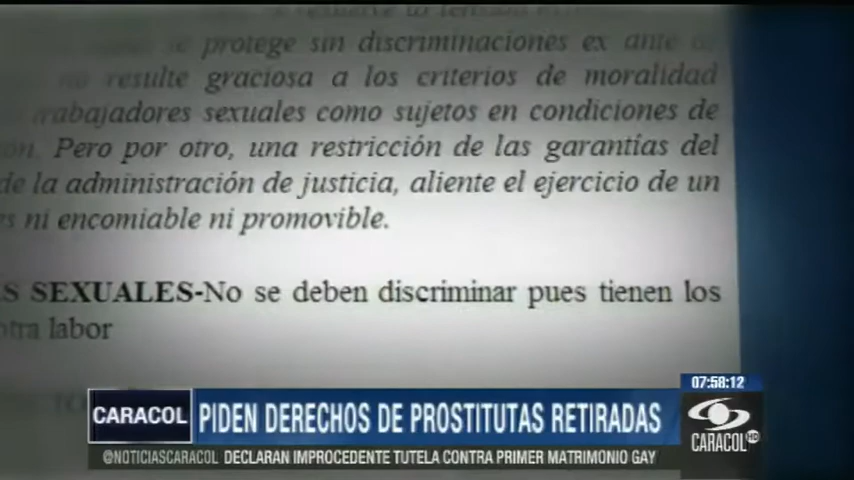 se protege sin discriminaciones ex ante
no resulte graciosa a los criterios de moralidad
trabajadores sexuales como sujetos en condiciones de
Pero por otro, una restricción de las garantías del
de la administración de justicia, aliente el ejercicio de un
ni encomiable ni promovible.
SEXUALES-No se deben discriminar pues tienen los
otra labor
07:58:12
CARACOL
PIDEN DERECHOS DE PROSTITUTAS RETIRADAS
CARACOL HD
@NOTICIASCARACOL DECLARAN IMPROCEDENTE TUTELA CONTRA PRIMER MATRIMONIO GAY